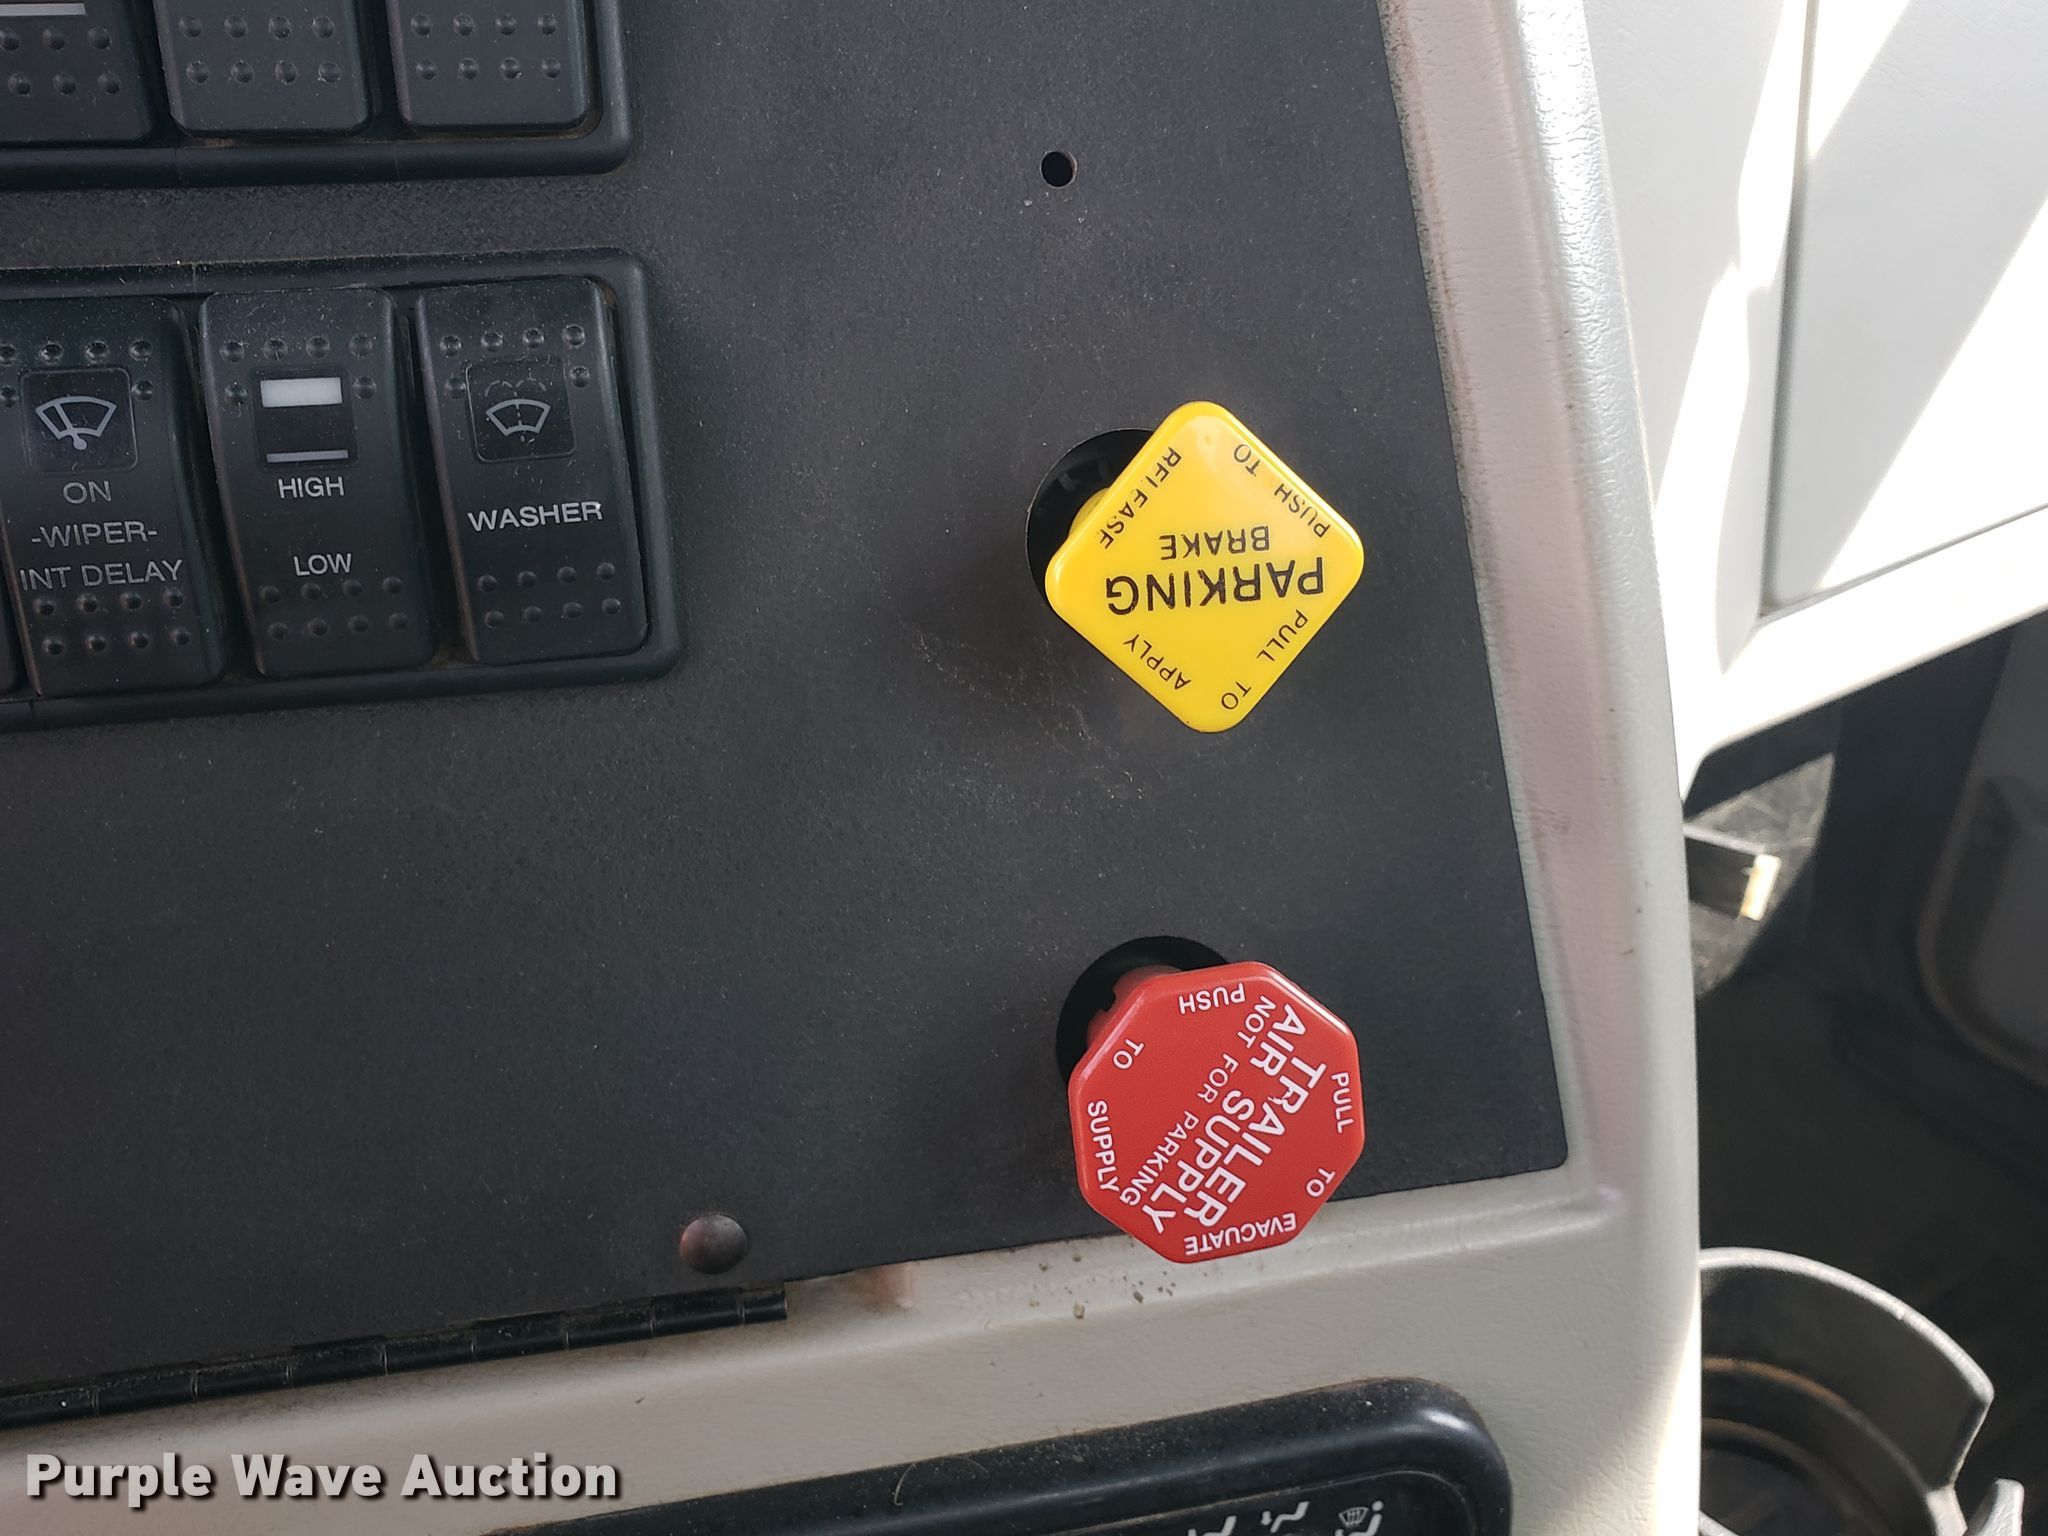 ON
-WIPER-
INT DELAY
HIGH
LOW
WASHER
PULL TO APPLY
PARKING
BRAKE
PUSH TO RELEASE
PULL TO EVACUATE
TRAILER
AIR SUPPLY
NOT FOR PARKING
PUSH TO SUPPLY
Purple Wave Auction